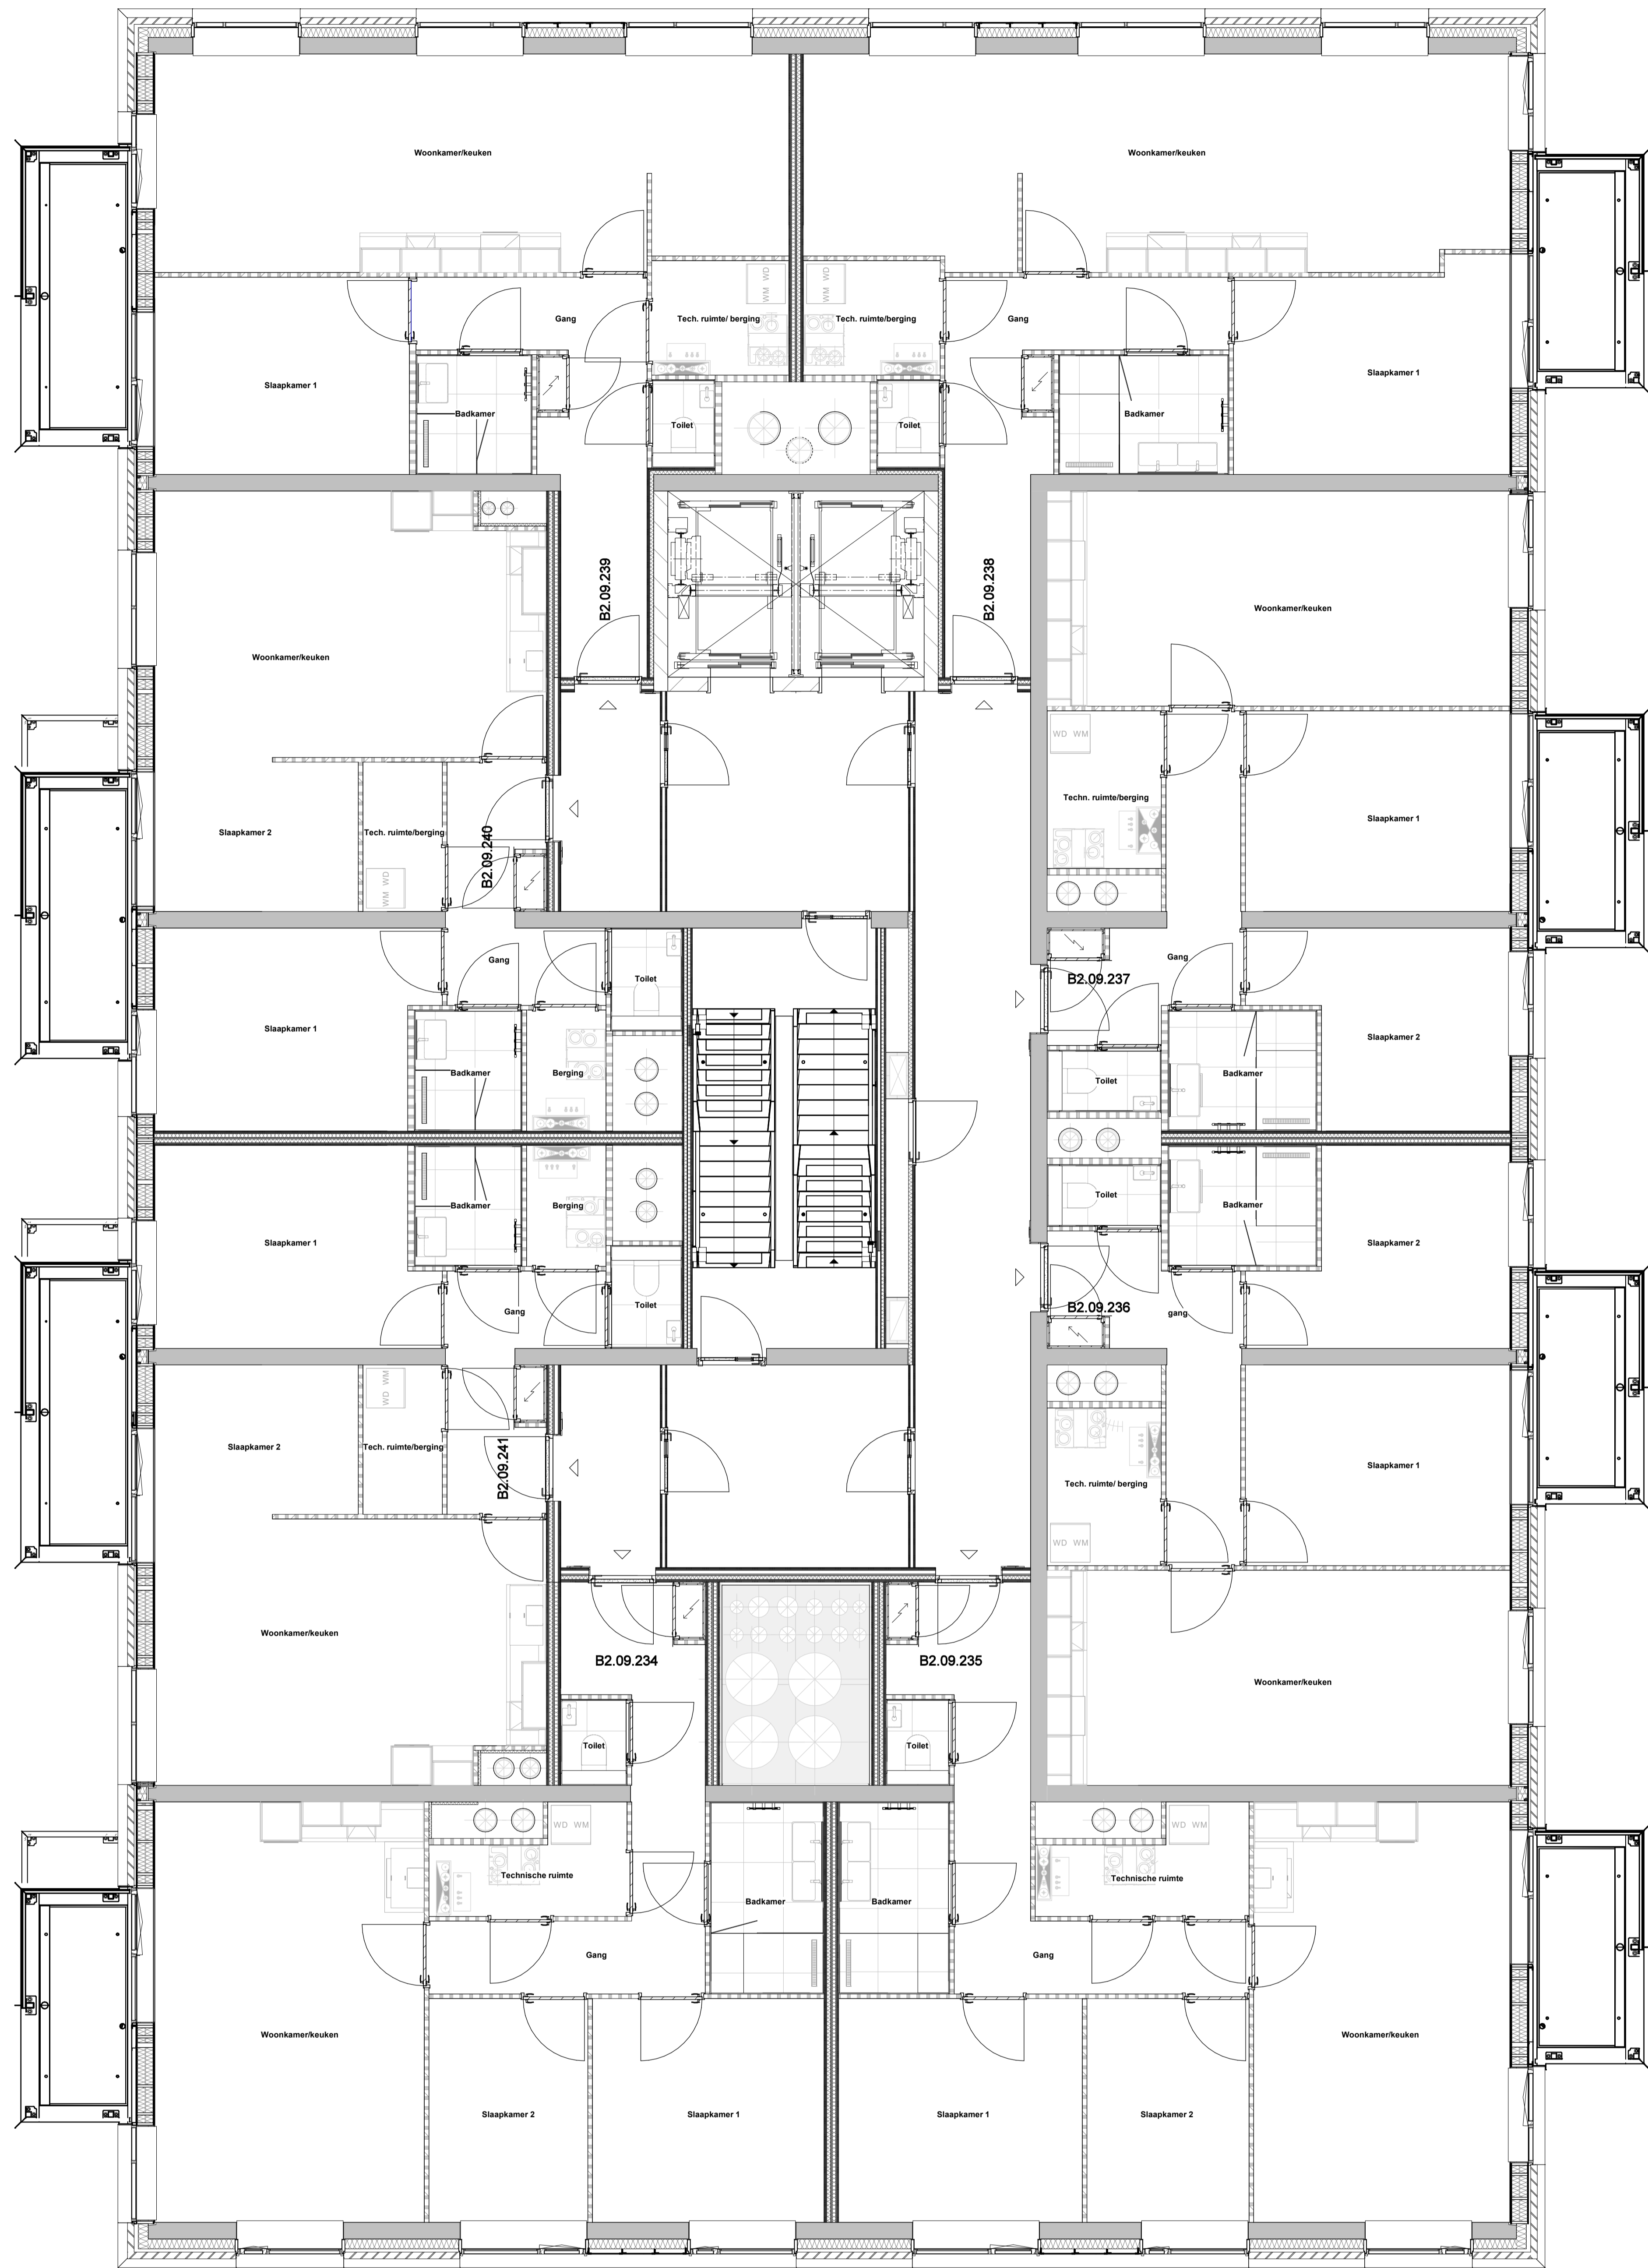 Woonkamer/keuken
Woonkamer/keuken
WM WD
WM WD
Gang
Tech. ruimte/ berging
Tech. ruimte/berging
Gang
Slaapkamer 1
Slaapkamer 1
Badkamer
Toilet
Toilet
Badkamer
B2.09.239
B2.09.238
Woonkamer/keuken
Woonkamer/keuken
WD WM
Techn. ruimte/berging
Slaapkamer 1
Slaapkamer 2
Tech. ruimte/berging
B2.09.240
WM WD
Gang
Toilet
Gang
B2.09.237
Slaapkamer 1
Slaapkamer 2
Badkamer
Berging
Toilet
Badkamer
Badkamer
Berging
Toilet
Badkamer
Slaapkamer 1
Slaapkamer 2
Gang
Toilet
B2.09.236
gang
WD WM
Slaapkamer 2
Tech. ruimte/berging
B2.09.241
Slaapkamer 1
Tech. ruimte/ berging
WD WM
Woonkamer/keuken
B2.09.234
B2.09.235
Woonkamer/keuken
Toilet
Toilet
WD WM
WD WM
Technische ruimte
Technische ruimte
Badkamer
Badkamer
Gang
Gang
Woonkamer/keuken
Woonkamer/keuken
Slaapkamer 2
Slaapkamer 1
Slaapkamer 1
Slaapkamer 2